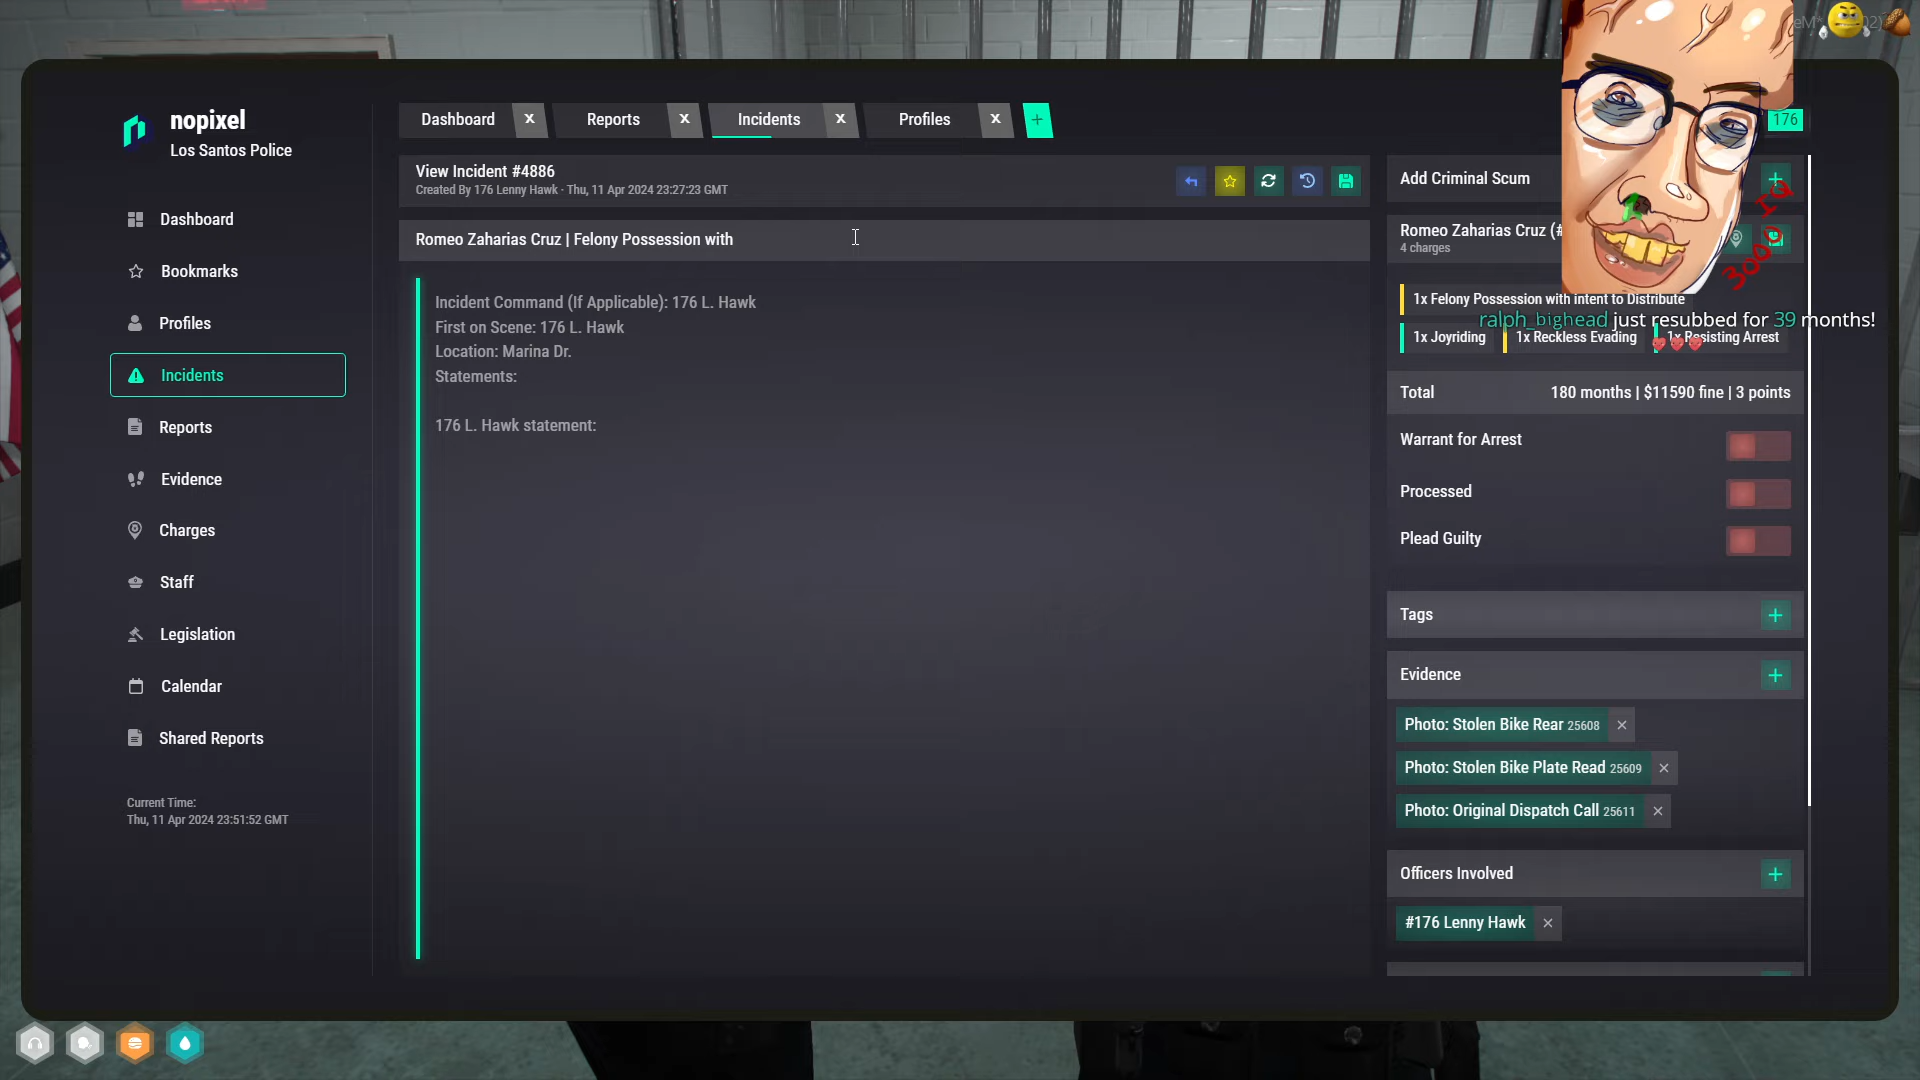 nopixel
Los Santos Police
Dashboard
Bookmarks
Profiles
Incidents
Reports
Evidence
Charges
Staff
Legislation
Calendar
Shared Reports
Current Time:
Thu, 11 Apr 2024 23:51:52 GMT
Dashboard x Reports x Incidents x Profiles x +
View Incident #4886
Created By 176 Lenny Hawk · Thu, 11 Apr 2024 23:27:23 GMT
Romeo Zaharias Cruz | Felony Possession with
Incident Command (If Applicable): 176 L. Hawk
First on Scene: 176 L. Hawk
Location: Marina Dr.
Statements:
176 L. Hawk statement:
176
Add Criminal Scum
Romeo Zaharias Cruz (#
4 charges
3000 IQ
1x Felony Possession with intent to Distribute
ralph_bighead just resubbed for 39 months!
1x Joyriding 1x Reckless Evading 1x Resisting Arrest
Total 180 months | $11590 fine | 3 points
Warrant for Arrest
Processed
Plead Guilty
Tags +
Evidence +
Photo: Stolen Bike Rear 25608 ×
Photo: Stolen Bike Plate Read 25609 ×
Photo: Original Dispatch Call 25611 ×
Officers Involved +
#176 Lenny Hawk ×